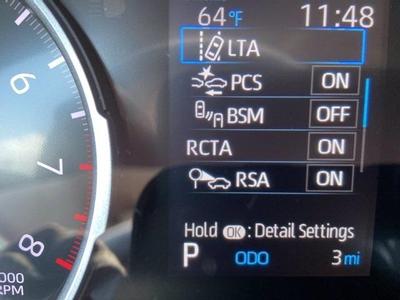 64°F 11:48
LTA
PCS ON
BSM OFF
RCTA ON
RSA ON
Hold OK : Detail Settings
P ODO 3 mi
6
7
8
000
RPM